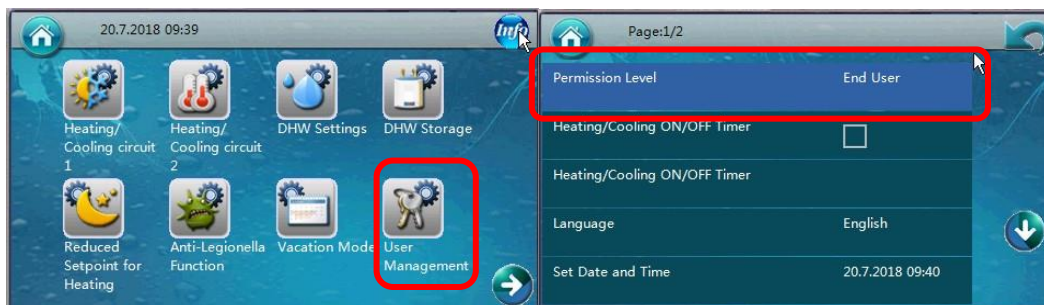 20.7.2018 09:39
Info
Heating/
Cooling circuit
1
Heating/
Cooling circuit
2
DHW Settings
DHW Storage
Reduced
Setpoint for
Heating
Anti-Legionella
Function
Vacation Mode
User
Management
Page:1/2
Permission Level End User
Heating/Cooling ON/OFF Timer
Heating/Cooling ON/OFF Timer
Language English
Set Date and Time 20.7.2018 09:40